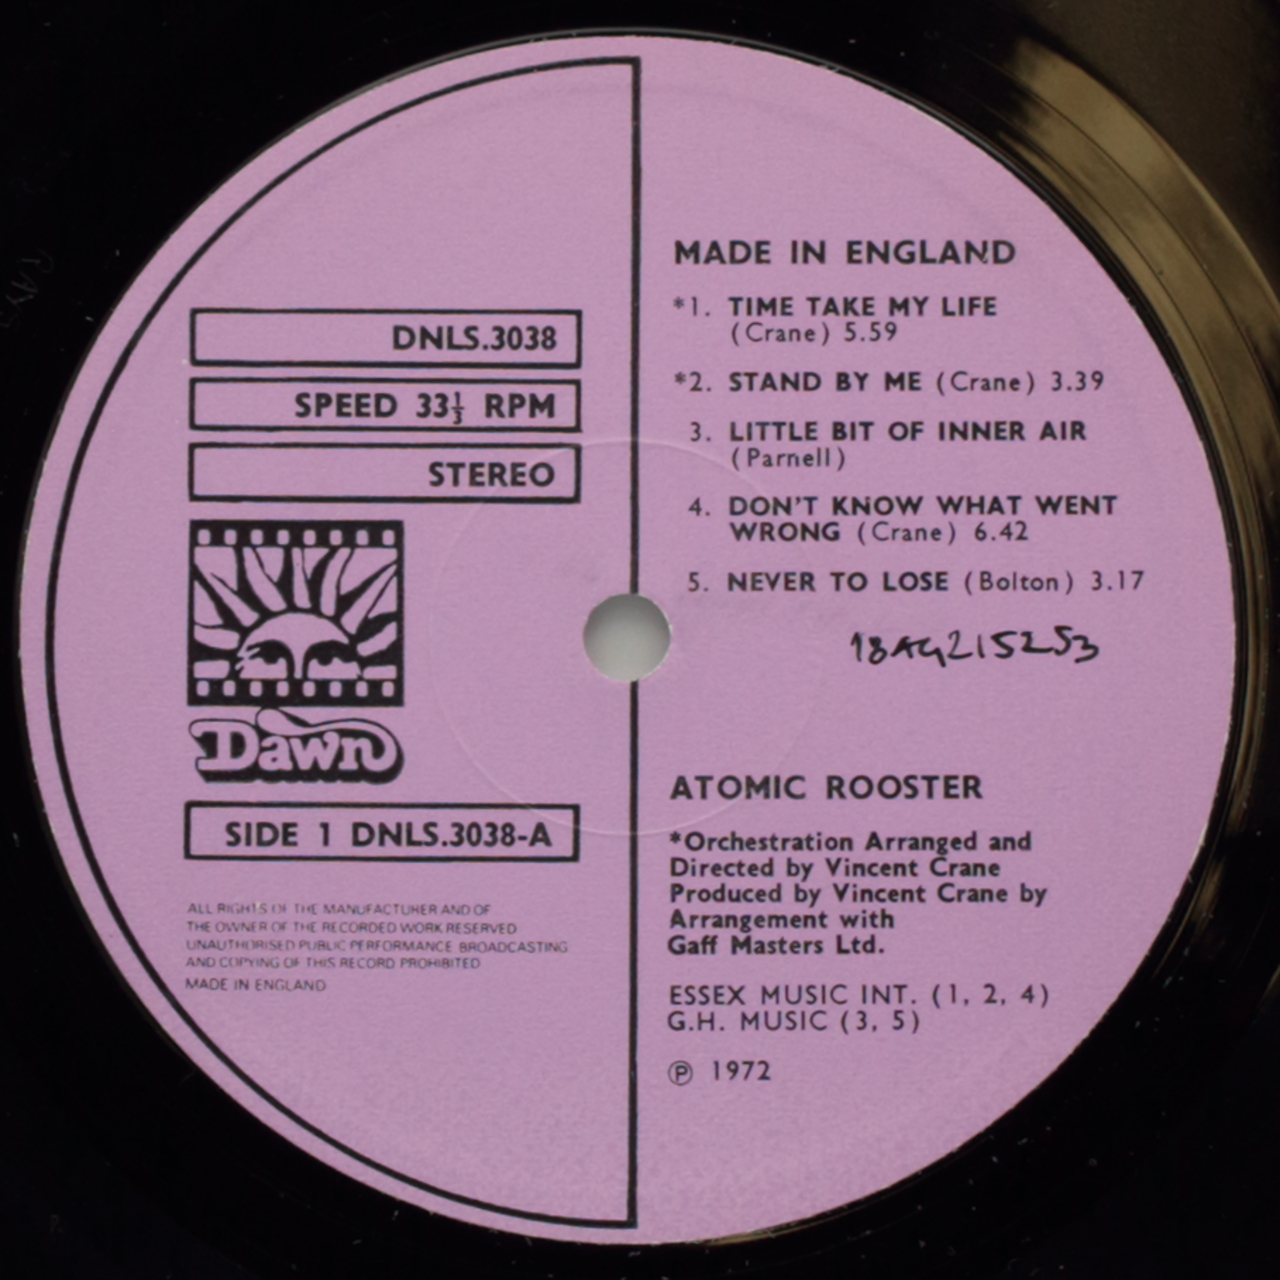 DNLS.3038
SPEED 33⅓ RPM
STEREO
Dawn
SIDE 1 DNLS.3038-A
ALL RIGHTS OF THE MANUFACTURER AND OF
THE OWNER OF THE RECORDED WORK RESERVED
UNAUTHORISED PUBLIC PERFORMANCE BROADCASTING
AND COPYING OF THIS RECORD PROHIBITED
MADE IN ENGLAND
MADE IN ENGLAND
*1. TIME TAKE MY LIFE
(Crane) 5.59
*2. STAND BY ME (Crane) 3.39
3. LITTLE BIT OF INNER AIR
(Parnell)
4. DON'T KNOW WHAT WENT
WRONG (Crane) 6.42
5. NEVER TO LOSE (Bolton) 3.17
18AG215253
ATOMIC ROOSTER
*Orchestration Arranged and
Directed by Vincent Crane
Produced by Vincent Crane by
Arrangement with
Gaff Masters Ltd.
ESSEX MUSIC INT. (1, 2, 4)
G.H. MUSIC (3, 5)
Ⓟ 1972